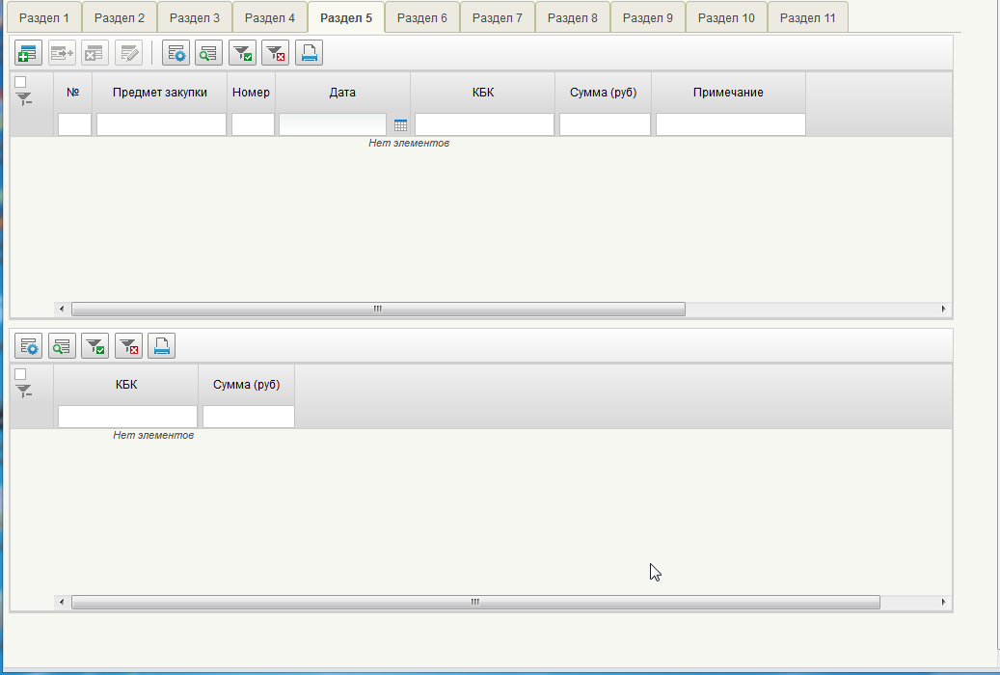 Раздел 1 Раздел 2 Раздел 3 Раздел 4 Раздел 5 Раздел 6 Раздел 7 Раздел 8 Раздел 9 Раздел 10 Раздел 11
№ Предмет закупки Номер Дата КБК Сумма (руб) Примечание
Нет элементов
КБК Сумма (руб)
Нет элементов